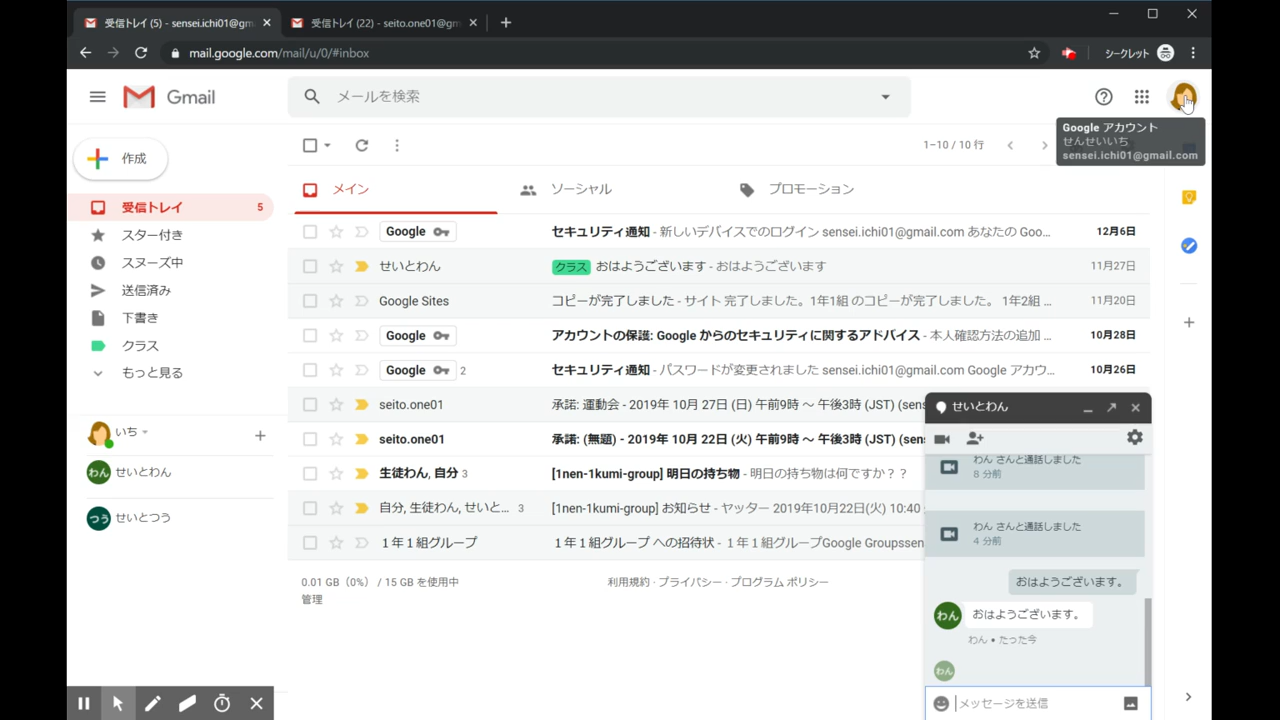 受信トレイ (5) - sensei.ichi01@gm
受信トレイ (22) - seito.one01@gm
mail.google.com/mail/u/0/#inbox
シークレット
Gmail
メールを検索
Google アカウント
せんせいいち
sensei.ichi01@gmail.com
作成
1–10 / 10 行
受信トレイ 5
スター付き
スヌーズ中
送信済み
下書き
クラス
もっと見る
いち
せいとわん
わん
せいとつう
つう
メイン
ソーシャル
プロモーション
Google セキュリティ通知 - 新しいデバイスでのログイン sensei.ichi01@gmail.com あなたの Goo... 12月6日
せいとわん クラス おはようございます - おはようございます 11月27日
Google Sites コピーが完了しました - サイト 完了しました。1年1組 のコピーが完了しました。 1年2組 ... 11月20日
Google アカウントの保護: Google からのセキュリティに関するアドバイス - 本人確認方法の追加 ... 10月28日
Google 2 セキュリティ通知 - パスワードが変更されました sensei.ichi01@gmail.com Google アカウ... 10月26日
seito.one01 承諾: 運動会 - 2019年 10月 27日 (日) 午前9時 ～ 午後3時 (JST) (sen
seito.one01 承諾: (無題) - 2019年 10月 22日 (火) 午前9時 ～ 午後3時 (JST) (sen
生徒わん, 自分 3 [1nen-1kumi-group] 明日の持ち物 - 明日の持ち物は何ですか？？
自分, 生徒わん, せいと... 3 [1nen-1kumi-group] お知らせ - ヤッター 2019年10月22日(火) 10:40
１年１組グループ １年１組グループ への招待状 - １年１組グループGoogle Groupssen
0.01 GB（0%） / 15 GB を使用中
管理
利用規約 · プライバシー · プログラム ポリシー
せいとわん
わん さんと通話しました
8 分前
わん さんと通話しました
4 分前
おはようございます。
わん
おはようございます。
わん • たった今
わん
メッセージを送信